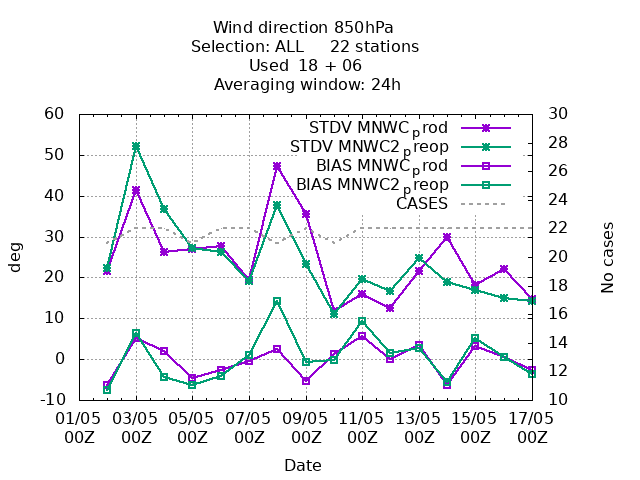 Wind direction 850hPa
Selection: ALL 22 stations
Used 18 + 06
Averaging window: 24h
STDV MNWC_prod
STDV MNWC2_preop
BIAS MNWC_prod
BIAS MNWC2_preop
CASES
60
50
40
30
20
10
0
-10
deg
30
28
26
24
22
20
18
16
14
12
10
No cases
01/05 03/05 05/05 07/05 09/05 11/05 13/05 15/05 17/05
00Z 00Z 00Z 00Z 00Z 00Z 00Z 00Z 00Z
Date